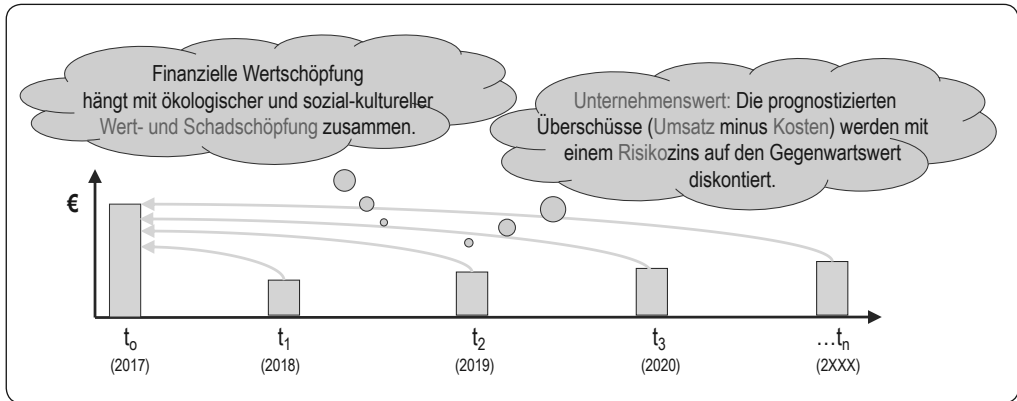 Finanzielle Wertschöpfung
hängt mit ökologischer und sozial-kultureller
Wert- und Schadschöpfung zusammen.
Unternehmenswert: Die prognostizierten
Überschüsse (Umsatz minus Kosten) werden mit
einem Risikozins auf den Gegenwartswert
diskontiert.
€
to t1 t2 t3 …tn
(2017) (2018) (2019) (2020) (2XXX)